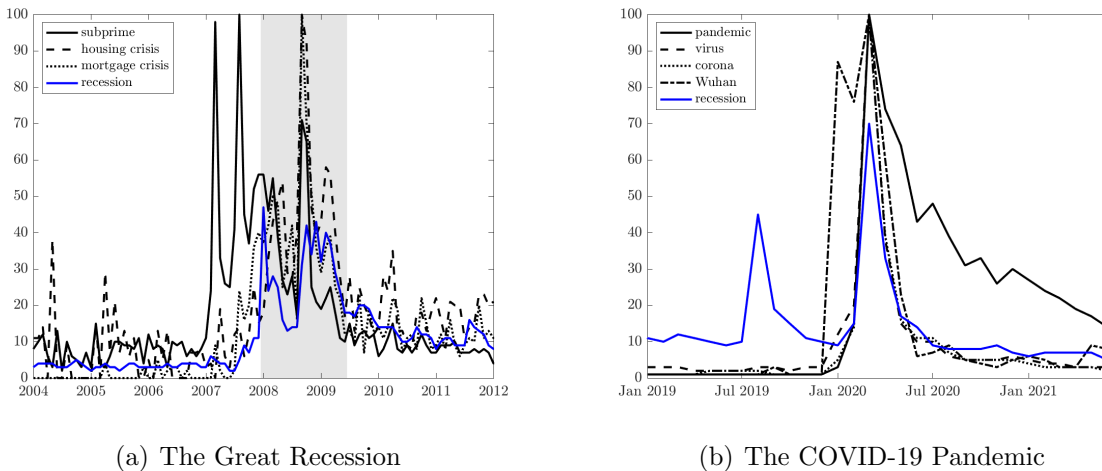 100
90
80
70
60
50
40
30
20
10
0
2004 2005 2006 2007 2008 2009 2010 2011 2012
subprime
housing crisis
mortgage crisis
recession
(a) The Great Recession
100
90
80
70
60
50
40
30
20
10
0
Jan 2019 Jul 2019 Jan 2020 Jul 2020 Jan 2021
pandemic
virus
corona
Wuhan
recession
(b) The COVID-19 Pandemic